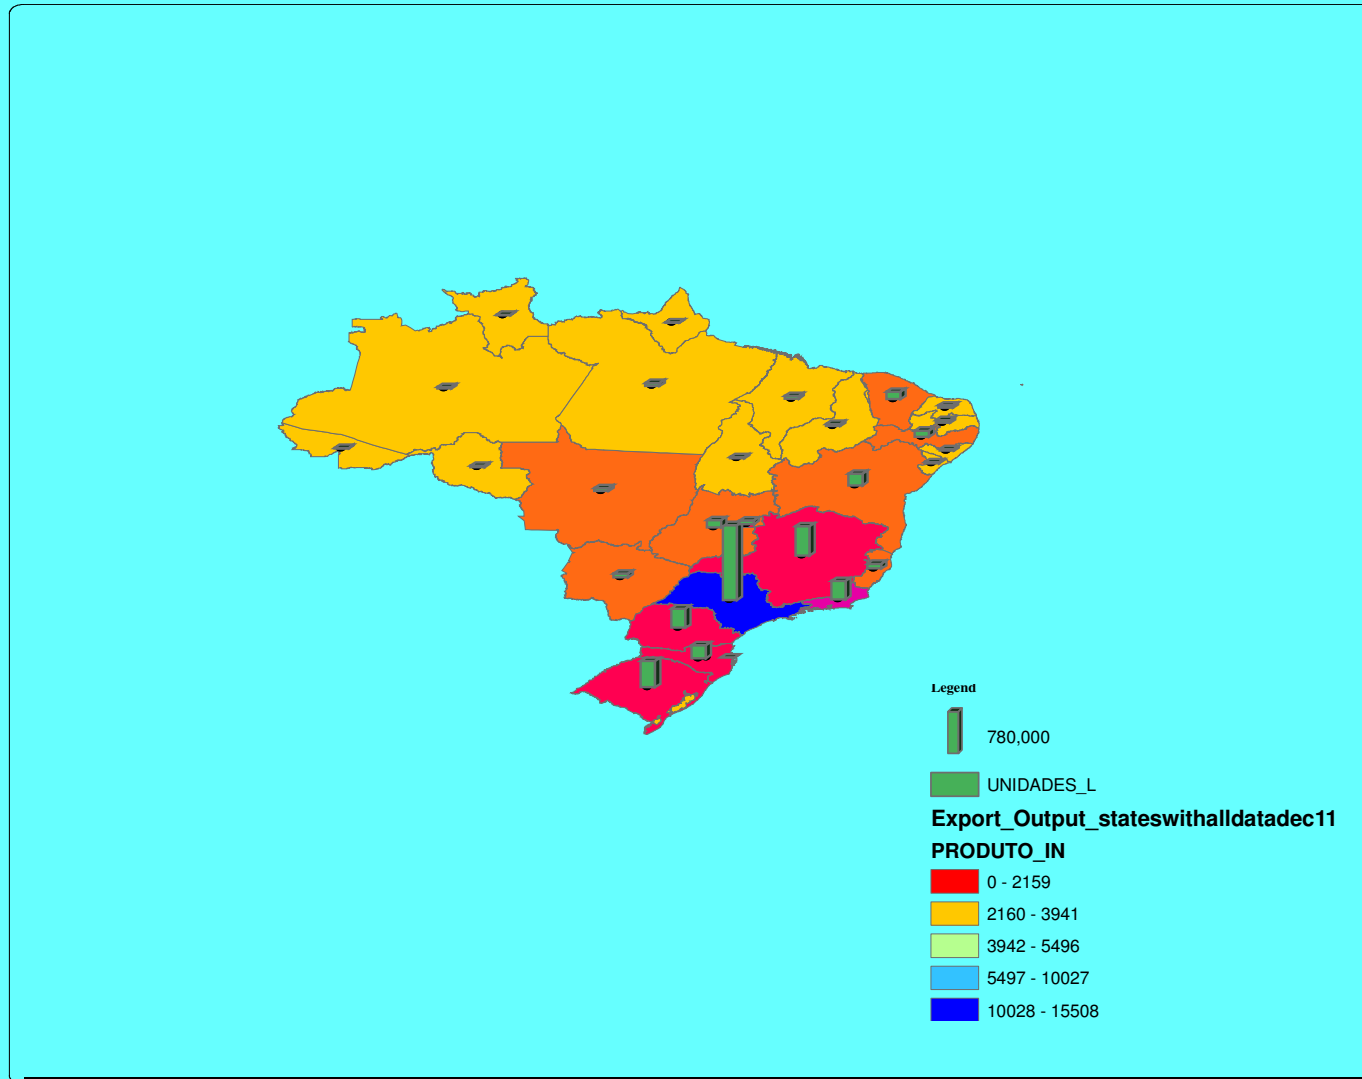 Legend
780,000
UNIDADES_L
Export_Output_stateswithalldatadec11
PRODUTO_IN
0 - 2159
2160 - 3941
3942 - 5496
5497 - 10027
10028 - 15508